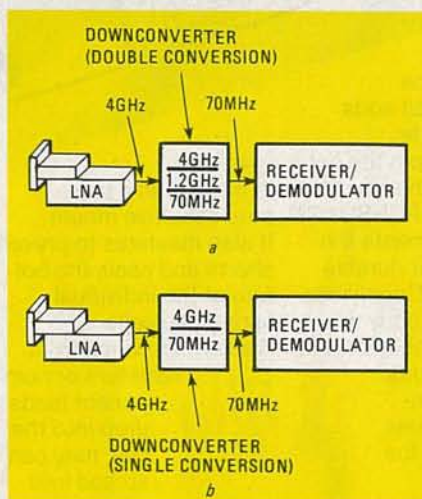 DOWNCONVERTER
(DOUBLE CONVERSION)
4GHz
70MHz
LNA
4GHz
1.2GHz
70MHz
RECEIVER/
DEMODULATOR
a
LNA
4GHz
70MHz
RECEIVER/
DEMODULATOR
4GHz
70MHz
DOWNCONVERTER
(SINGLE CONVERSION)
b